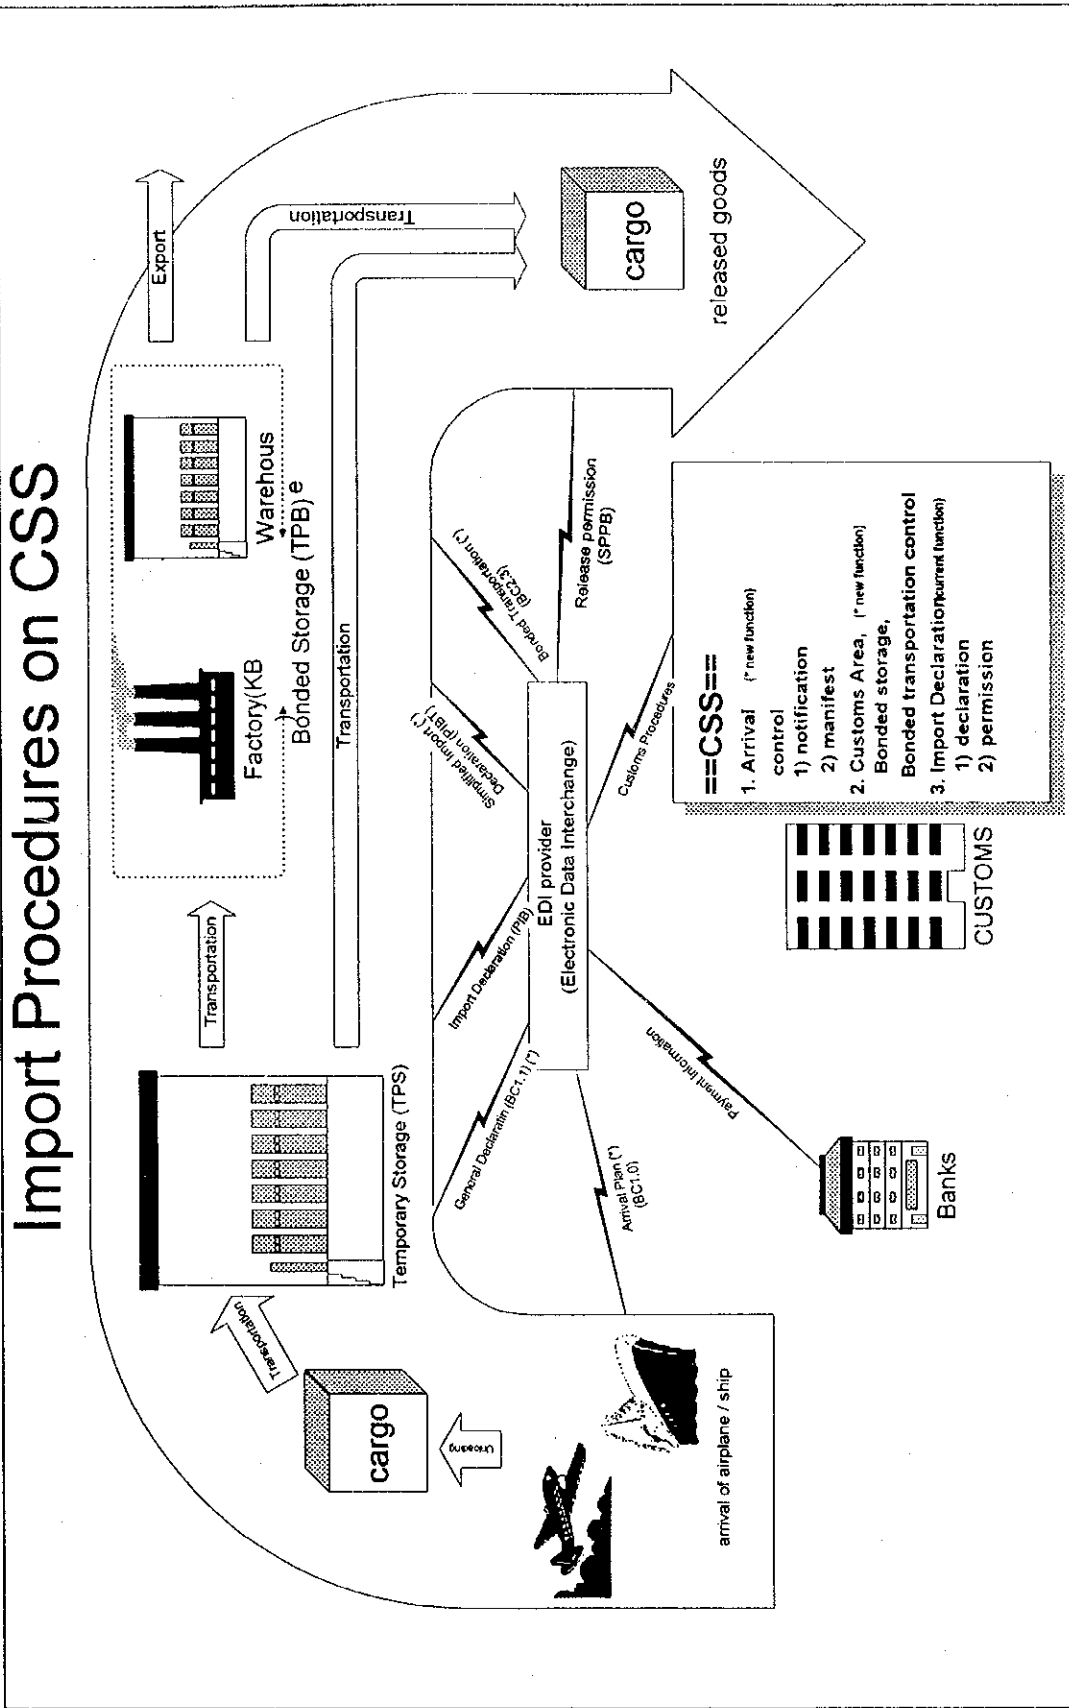 Import Procedures on CSS
Export
Transportation
Transportation
cargo
released goods
Warehous
e
Factory(KB
Bonded Storage (TPB)
Transportation
Transportation
Temporary Storage (TPS)
Transportation
cargo
Unloading
arrival of airplane / ship
General Declaratin (BC1.1) (*)
Import Declaration (PIB)
Simplified Import (*)
Declaration (PIBT)
Bonded Transportation (*)
(BC2.3)
Release permission
(SPPB)
Arrival Plan (*)
(BC1.0)
EDI provider
(Electronic Data Interchange)
Customs Procedures
Payment Information
Banks
CUSTOMS
==CSS==
1. Arrival (* new function)
control
1) notification
2) manifest
2. Customs Area, (* new function)
Bonded storage,
Bonded transportation control
3. Import Declaration(current function)
1) declaration
2) permission